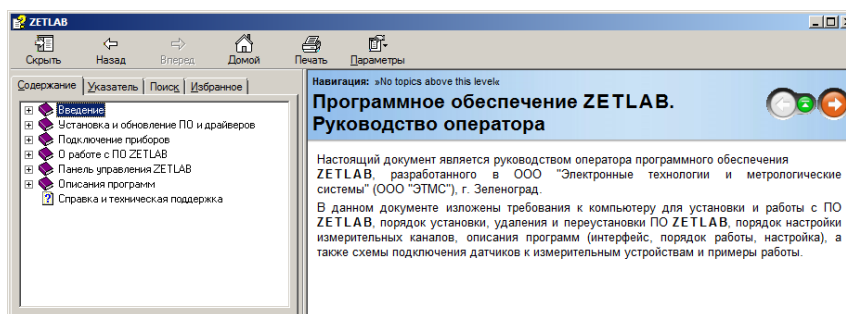 ZETLAB
Скрыть Назад Вперед Домой Печать Параметры
Содержание Указатель Поиск Избранное
Введение
Установка и обновление ПО и драйверов
Подключение приборов
О работе с ПО ZETLAB
Панель управления ZETLAB
Описания программ
Справка и техническая поддержка
Навигация: »No topics above this level«
Программное обеспечение ZETLAB.
Руководство оператора
Настоящий документ является руководством оператора программного обеспечения
ZETLAB, разработанного в ООО "Электронные технологии и метрологические
системы" (ООО "ЭТМС"), г. Зеленоград.
В данном документе изложены требования к компьютеру для установки и работы с ПО
ZETLAB, порядок установки, удаления и переустановки ПО ZETLAB, порядок настройки
измерительных каналов, описания программ (интерфейс, порядок работы, настройка), а
также схемы подключения датчиков к измерительным устройствам и примеры работы.